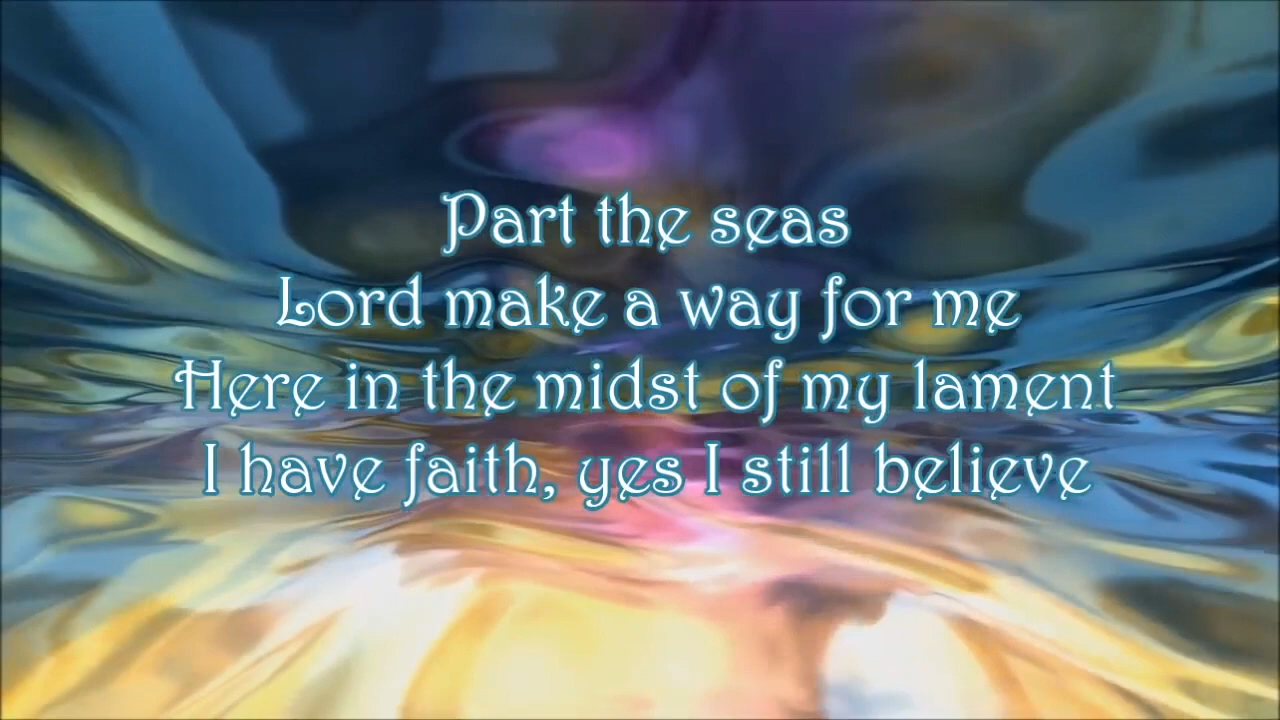 Part the seas
Lord make a way for me
Here in the midst of my lament
I have faith, yes I still believe